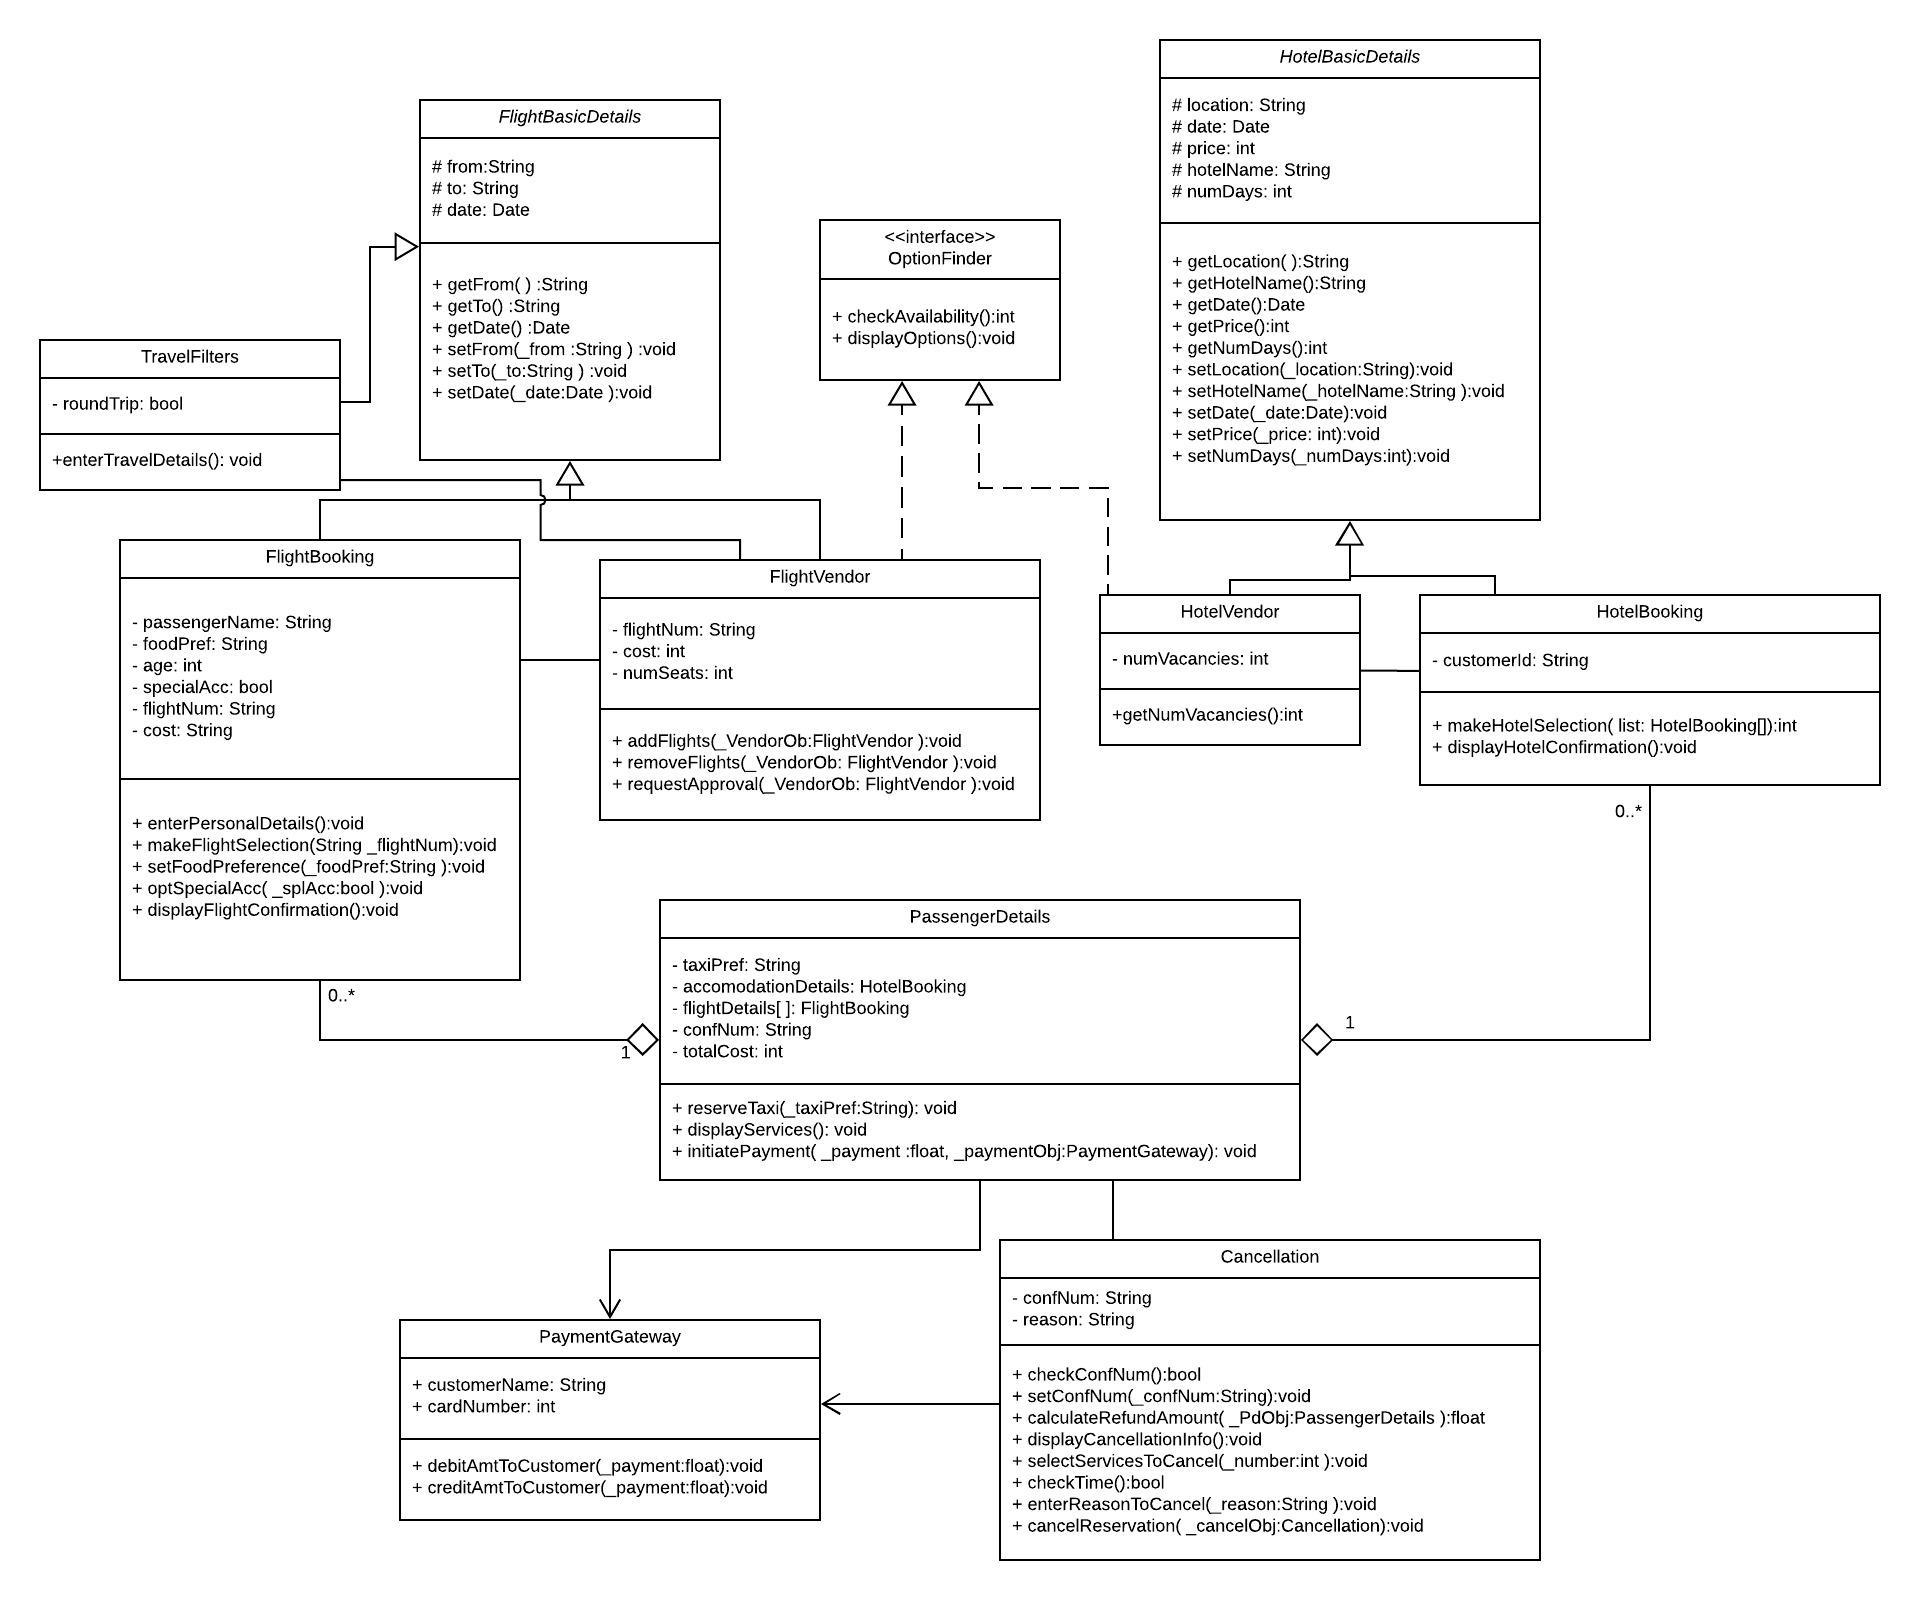 HotelBasicDetails
# location: String
# date: Date
# price: int
# hotelName: String
# numDays: int
+ getLocation( ):String
+ getHotelName():String
+ getDate():Date
+ getPrice():int
+ getNumDays():int
+ setLocation(_location:String):void
+ setHotelName(_hotelName:String ):void
+ setDate(_date:Date):void
+ setPrice(_price: int):void
+ setNumDays(_numDays:int):void
FlightBasicDetails
# from:String
# to: String
# date: Date
+ getFrom( ) :String
+ getTo() :String
+ getDate() :Date
+ setFrom(_from :String ) :void
+ setTo(_to:String ) :void
+ setDate(_date:Date ):void
<<interface>>
OptionFinder
+ checkAvailability():int
+ displayOptions():void
TravelFilters
- roundTrip: bool
+enterTravelDetails(): void
FlightBooking
- passengerName: String
- foodPref: String
- age: int
- specialAcc: bool
- flightNum: String
- cost: String
+ enterPersonalDetails():void
+ makeFlightSelection(String _flightNum):void
+ setFoodPreference(_foodPref:String ):void
+ optSpecialAcc( _splAcc:bool ):void
+ displayFlightConfirmation():void
FlightVendor
- flightNum: String
- cost: int
- numSeats: int
+ addFlights(_VendorOb:FlightVendor ):void
+ removeFlights(_VendorOb: FlightVendor ):void
+ requestApproval(_VendorOb: FlightVendor ):void
HotelVendor
- numVacancies: int
+getNumVacancies():int
HotelBooking
- customerId: String
+ makeHotelSelection( list: HotelBooking[]):int
+ displayHotelConfirmation():void
0..*
0..*
1
1
PassengerDetails
- taxiPref: String
- accomodationDetails: HotelBooking
- flightDetails[ ]: FlightBooking
- confNum: String
- totalCost: int
+ reserveTaxi(_taxiPref:String): void
+ displayServices(): void
+ initiatePayment( _payment :float, _paymentObj:PaymentGateway): void
Cancellation
- confNum: String
- reason: String
+ checkConfNum():bool
+ setConfNum(_confNum:String):void
+ calculateRefundAmount( _PdObj:PassengerDetails ):float
+ displayCancellationInfo():void
+ selectServicesToCancel(_number:int ):void
+ checkTime():bool
+ enterReasonToCancel(_reason:String ):void
+ cancelReservation( _cancelObj:Cancellation):void
PaymentGateway
+ customerName: String
+ cardNumber: int
+ debitAmtToCustomer(_payment:float):void
+ creditAmtToCustomer(_payment:float):void